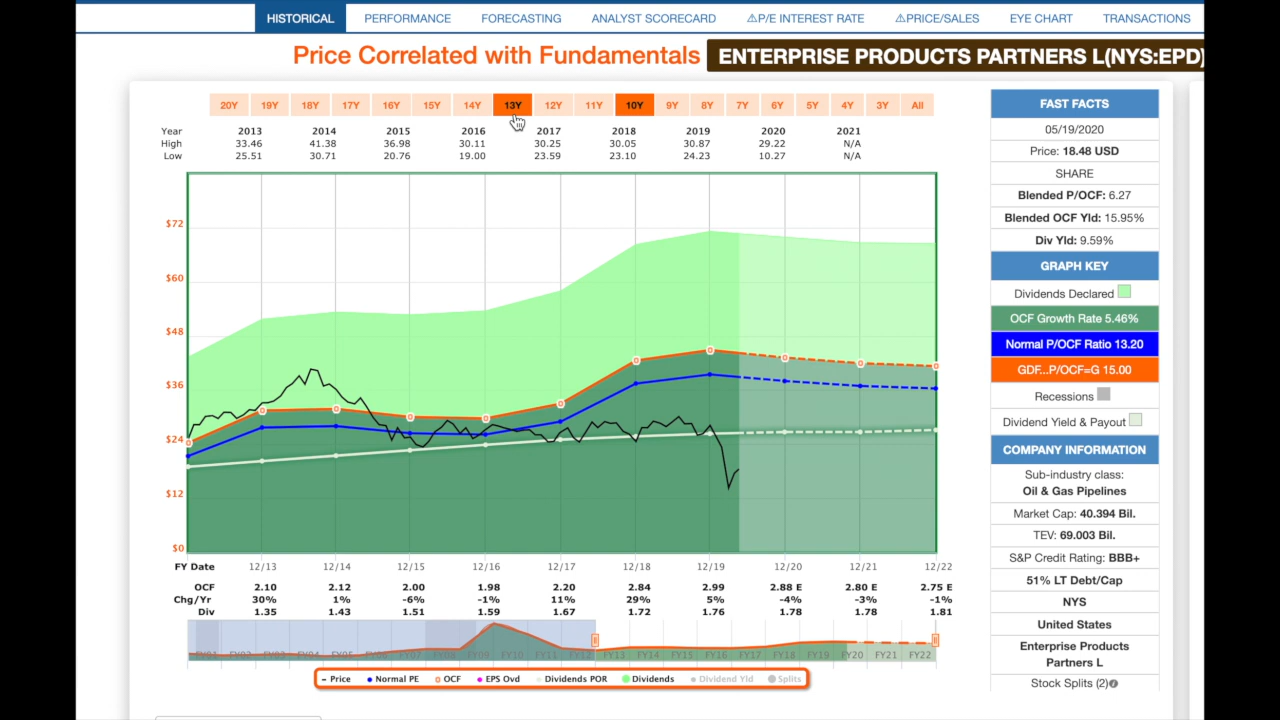 HISTORICAL PERFORMANCE FORECASTING ANALYST SCORECARD ⚠P/E INTEREST RATE ⚠PRICE/SALES EYE CHART TRANSACTIONS
Price Correlated with Fundamentals ENTERPRISE PRODUCTS PARTNERS L(NYS:EPD)
20Y 19Y 18Y 17Y 16Y 15Y 14Y 13Y 12Y 11Y 10Y 9Y 8Y 7Y 6Y 5Y 4Y 3Y All
Year 2013 2014 2015 2016 2017 2018 2019 2020 2021
High 33.46 41.38 36.98 30.11 30.25 30.05 30.87 29.22 N/A
Low 25.51 30.71 20.76 19.00 23.59 23.10 24.23 10.27 N/A
$72
$60
$48
$36
$24
$12
$0
FY Date 12/13 12/14 12/15 12/16 12/17 12/18 12/19 12/20 12/21 12/22
OCF 2.10 2.12 2.00 1.98 2.20 2.84 2.99 2.88 E 2.80 E 2.75 E
Chg/Yr 30% 1% -6% -1% 11% 29% 5% -4% -3% -1%
Div 1.35 1.43 1.51 1.59 1.67 1.72 1.76 1.78 1.78 1.81
FY01 FY02 FY03 FY04 FY05 FY06 FY07 FY08 FY09 FY10 FY11 FY12 FY13 FY14 FY15 FY16 FY17 FY18 FY19 FY20 FY21 FY22
Price Normal PE OCF EPS Ovd Dividends POR Dividends Dividend Yld Splits
FAST FACTS
05/19/2020
Price: 18.48 USD
SHARE
Blended P/OCF: 6.27
Blended OCF Yld: 15.95%
Div Yld: 9.59%
GRAPH KEY
Dividends Declared
OCF Growth Rate 5.46%
Normal P/OCF Ratio 13.20
GDF...P/OCF=G 15.00
Recessions
Dividend Yield & Payout
COMPANY INFORMATION
Sub-industry class:
Oil & Gas Pipelines
Market Cap: 40.394 Bil.
TEV: 69.003 Bil.
S&P Credit Rating: BBB+
51% LT Debt/Cap
NYS
United States
Enterprise Products
Partners L
Stock Splits (2)